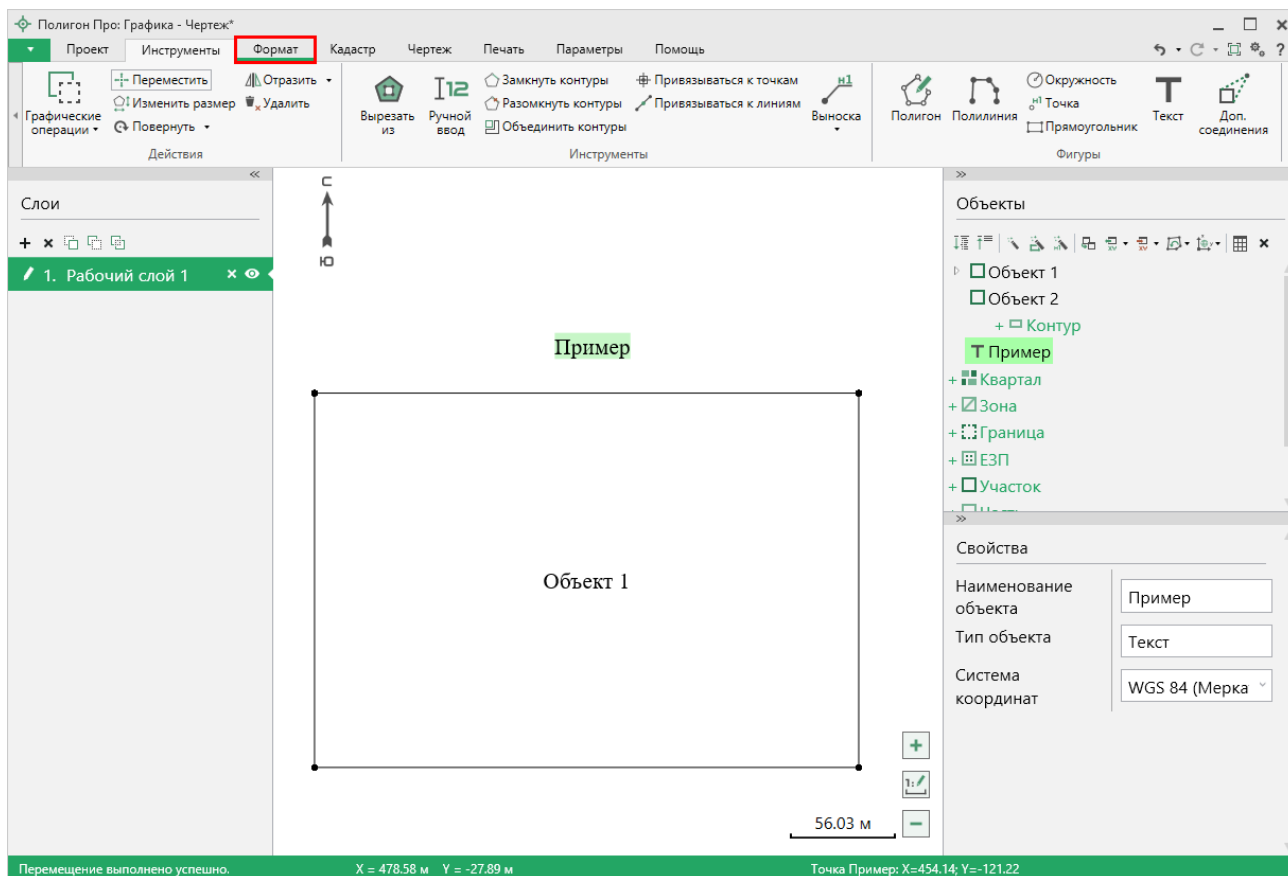 Полигон Про: Графика - Чертеж*
Проект Инструменты Формат Кадастр Чертеж Печать Параметры Помощь ?
Графические операции
Переместить
Изменить размер
Повернуть
Отразить
Удалить
Действия
Вырезать из
Ручной ввод
Замкнуть контуры
Разомкнуть контуры
Объединить контуры
Привязываться к точкам
Привязываться к линиям
н1
Выноска
Инструменты
Полигон
Полилиния
Окружность
н1 Точка
Прямоугольник
Текст
Доп. соединения
Фигуры
Слои
1. Рабочий слой 1
С
Ю
Пример
Объект 1
56.03 м
Объекты
Объект 1
Объект 2
+ Контур
Пример
+ Квартал
+ Зона
+ Граница
+ ЕЗП
+ Участок
Свойства
Наименование объекта Пример
Тип объекта Текст
Система координат WGS 84 (Мерка
Перемещение выполнено успешно. X = 478.58 м Y = -27.89 м Точка Пример: X=454.14; Y=-121.22